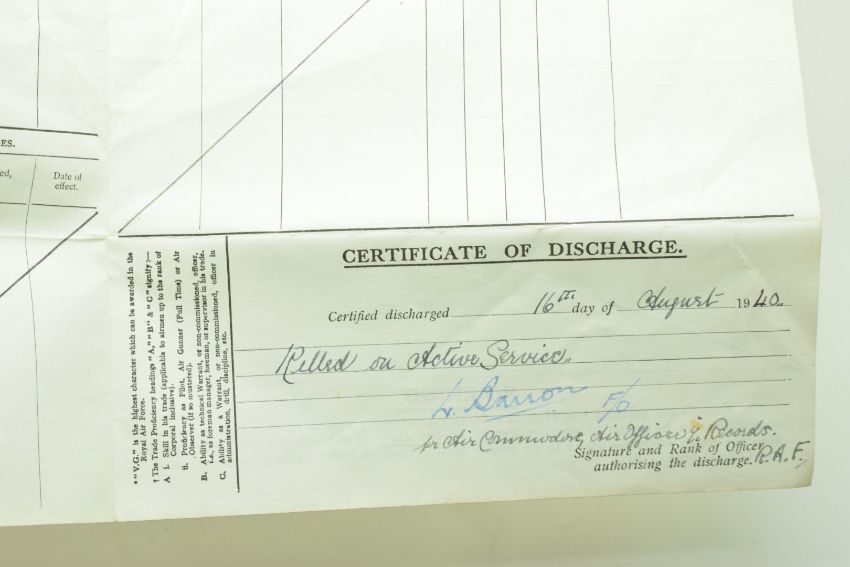 ES.
ed,
Date of
effect.
CERTIFICATE OF DISCHARGE.
Certified discharged 16th day of August 1940.
Killed on Active Service.
L. Barron F/O
for Air Commodore, Air Officer i/c Records.
Signature and Rank of Officer
authorising the discharge. R.A.F.
* "V.G." is the highest character which can be awarded in the
Royal Air Force.
† The Trade Proficiency headings "A," "B" & "C" signify:—
A i. Skill in his trade (applicable to airmen up to the rank of
Corporal inclusive).
ii. Proficiency as Pilot, Air Gunner (Full Time) or Air
Observer (if so mustered).
B. Ability as technical Warrant, or non-commissioned, officer,
i.e., as foreman manager, foreman, or supervisor in his trade.
C. Ability as a Warrant, or non-commissioned, officer in
administration, drill, discipline, etc.